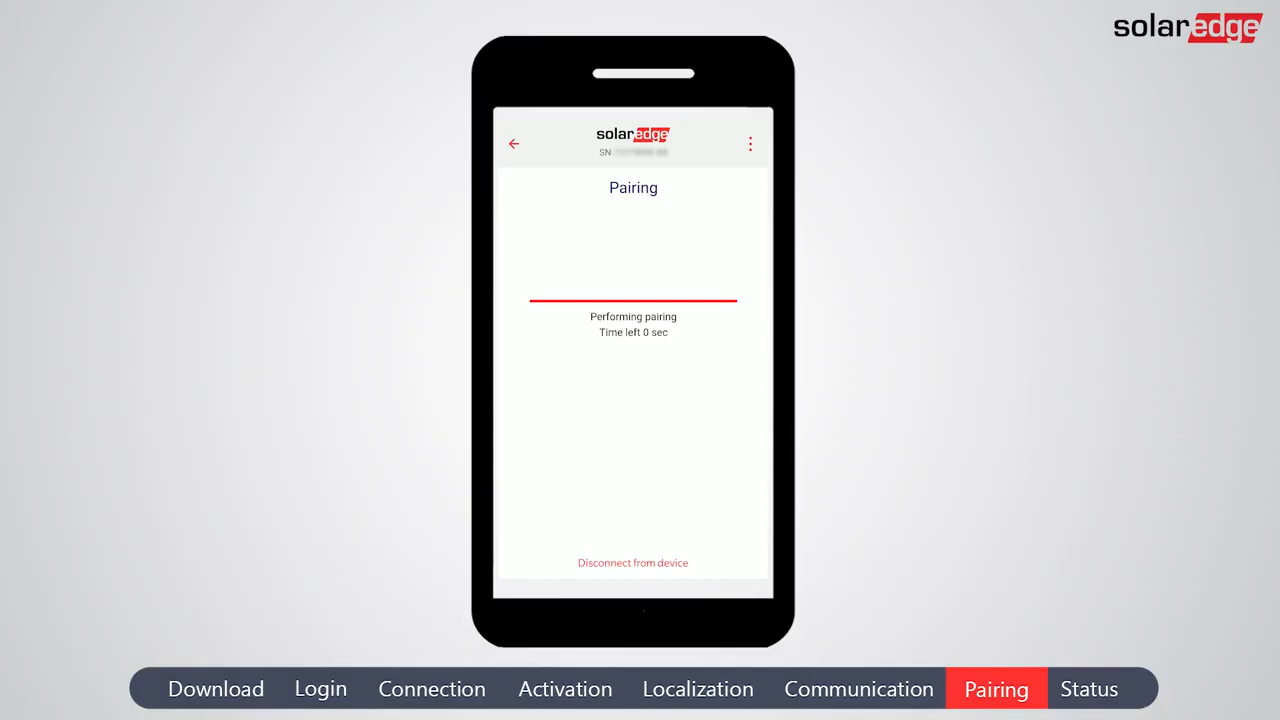 solaredge
solaredge
SN
Pairing
Performing pairing
Time left 0 sec
Disconnect from device
Download Login Connection Activation Localization Communication Pairing Status